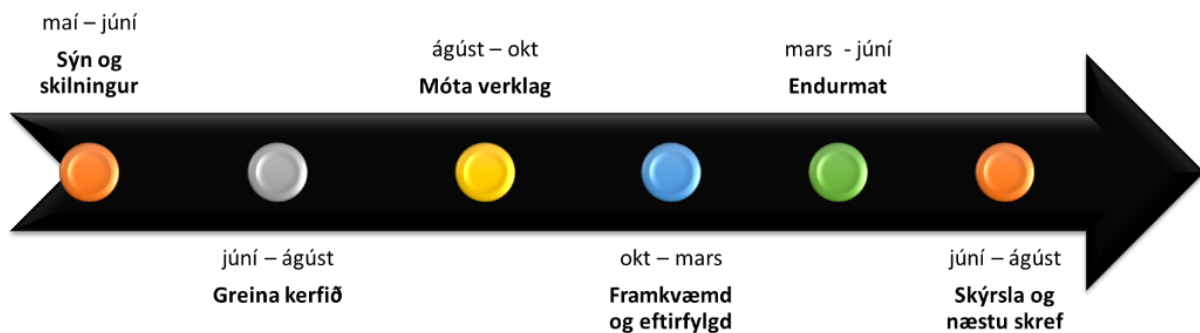 maí – júní
Sýn og
skilningur
júní – ágúst
Greina kerfið
ágúst – okt
Móta verklag
okt – mars
Framkvæmd
og eftirfylgd
mars - júní
Endurmat
júní – ágúst
Skýrsla og
næstu skref